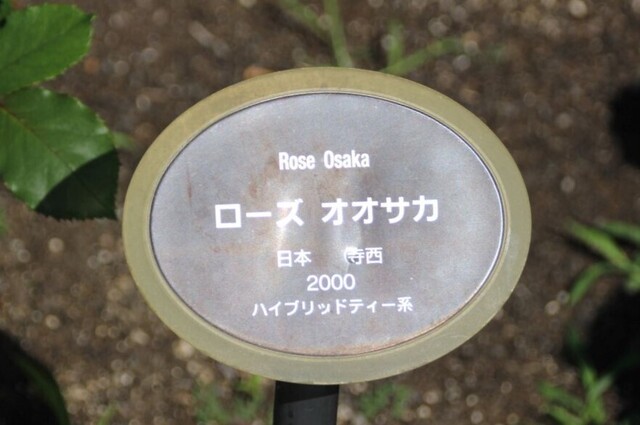 Rose Osaka
ローズ オオサカ
日本 寺西
2000
ハイブリッドティー系